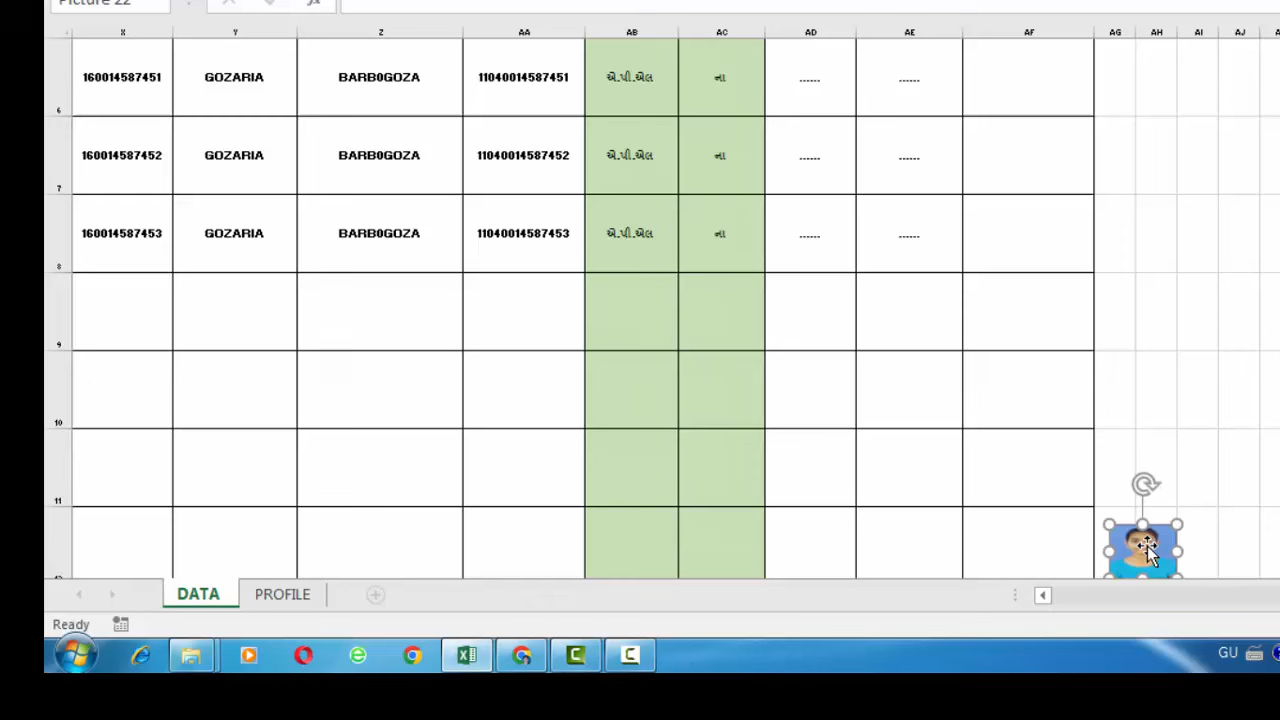 Picture 22
X Y Z AA AB AC AD AE AF AG AH AI AJ
6 160014587451 GOZARIA BARB0GOZA 11040014587451 એ.પી.એલ ના ...... ......
7 160014587452 GOZARIA BARB0GOZA 11040014587452 એ.પી.એલ ના ...... ......
8 160014587453 GOZARIA BARB0GOZA 11040014587453 એ.પી.એલ ના ...... ......
9
10
11
DATA PROFILE
Ready
GU